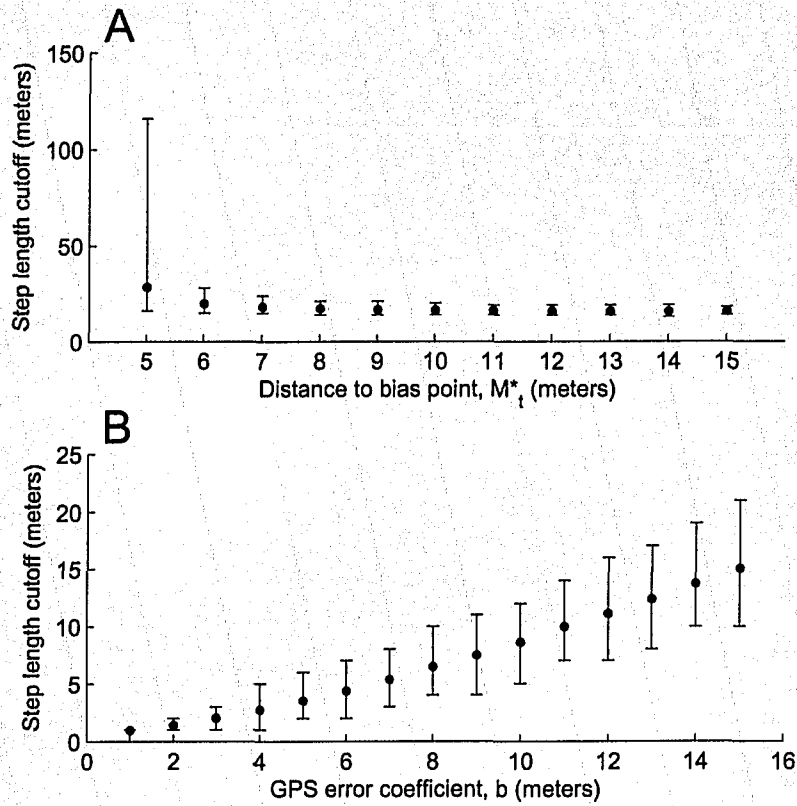 A
Step length cutoff (meters)
150
100
50
0
5 6 7 8 9 10 11 12 13 14 15
Distance to bias point, M*t (meters)
B
Step length cutoff (meters)
25
20
15
10
5
0
0 2 4 6 8 10 12 14 16
GPS error coefficient, b (meters)